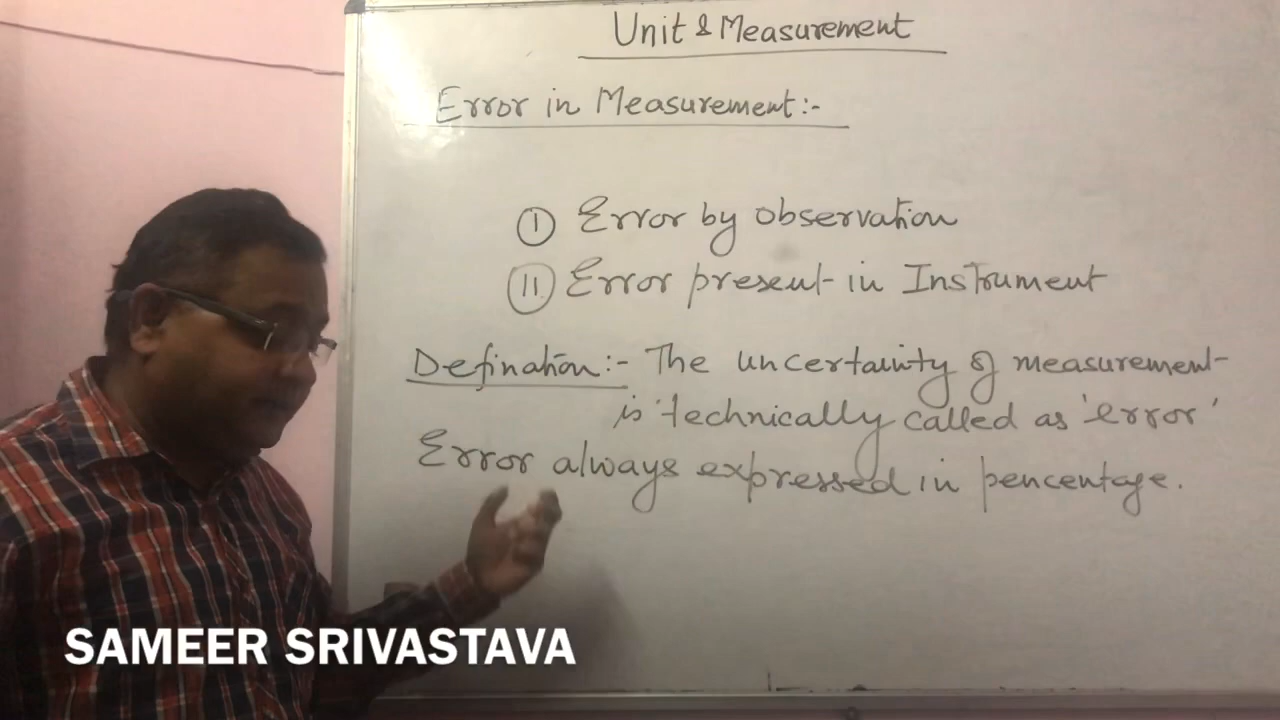 Unit & Measurement
Error in Measurement:-
I Error by observation
II Error present in Instrument
Defination:- The uncertainty of measurement
is technically called as 'error'
Error always expressed in pencentage.
SAMEER SRIVASTAVA